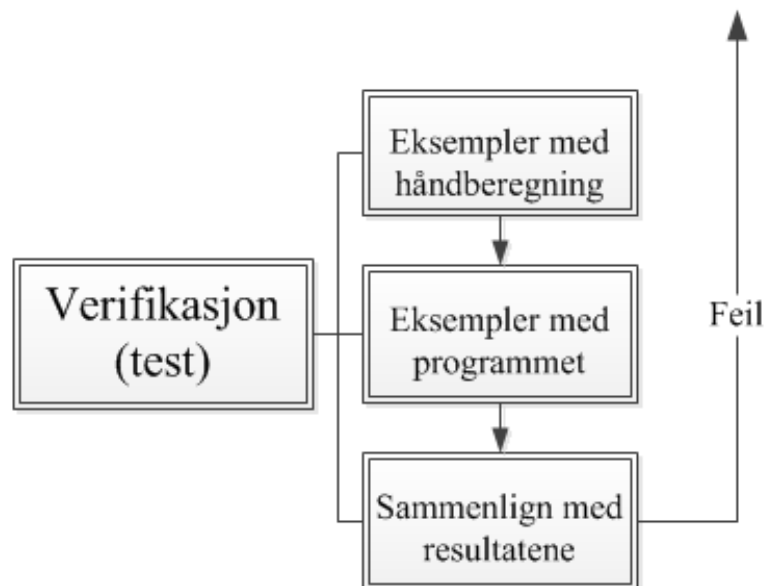 Eksempler med
håndberegning
Verifikasjon
(test)
Eksempler med
programmet
Feil
Sammenlign med
resultatene